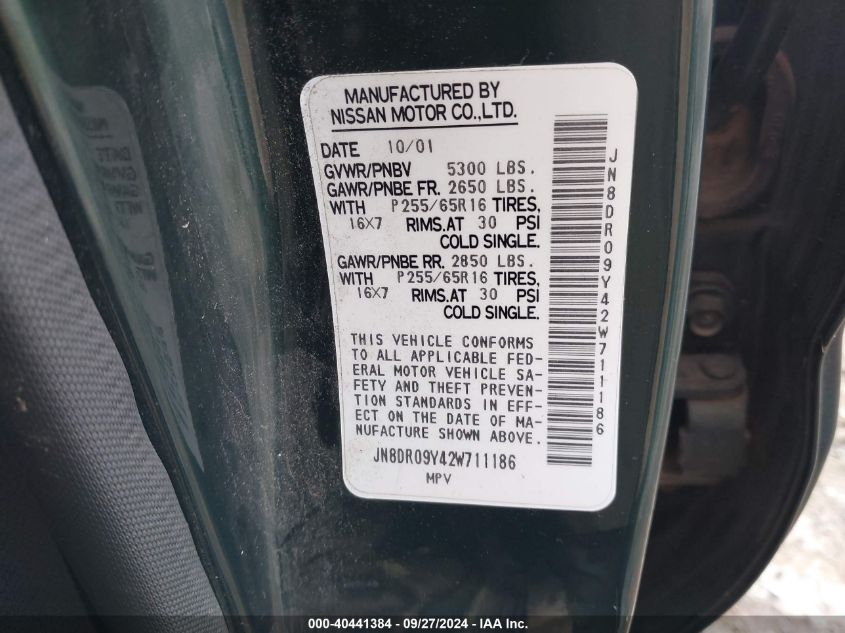 MANUFACTURED BY
NISSAN MOTOR CO.,LTD.
DATE 10/01
GVWR/PNBV 5300 LBS.
GAWR/PNBE FR. 2650 LBS.
WITH P255/65R16 TIRES,
16X7 RIMS.AT 30 PSI
COLD SINGLE.
GAWR/PNBE RR. 2850 LBS.
WITH P255/65R16 TIRES,
16X7 RIMS.AT 30 PSI
COLD SINGLE.
THIS VEHICLE CONFORMS
TO ALL APPLICABLE FED-
ERAL MOTOR VEHICLE SA-
FETY AND THEFT PREVEN-
TION STANDARDS IN EFF-
ECT ON THE DATE OF MA-
NUFACTURE SHOWN ABOVE.
JN8DR09Y42W711186
MPV
JN8DR09Y42W711186
000-40441384 - 09/27/2024 - www.iaai.com